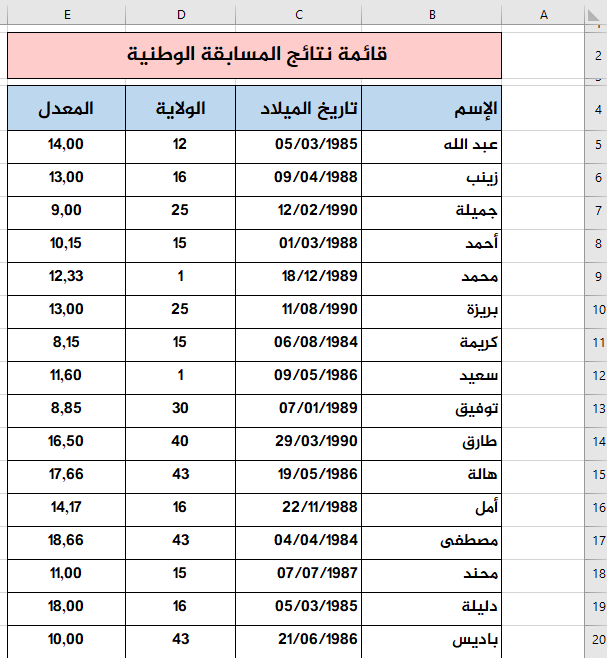 A B C D E
2 قائمة نتائج المسابقة الوطنية
4 الإسم تاريخ الميلاد الولاية المعدل
5 عبد الله 05/03/1985 12 14,00
6 زينب 09/04/1988 16 13,00
7 جميلة 12/02/1990 25 9,00
8 أحمد 01/03/1988 15 10,15
9 محمد 18/12/1989 1 12,33
10 بريزة 11/08/1990 25 13,00
11 كريمة 06/08/1984 15 8,15
12 سعيد 09/05/1986 1 11,60
13 توفيق 07/01/1989 30 8,85
14 طارق 29/03/1990 40 16,50
15 هالة 19/05/1986 43 17,66
16 أمل 22/11/1988 16 14,17
17 مصطفى 04/04/1984 43 18,66
18 محند 07/07/1987 15 11,00
19 دليلة 05/03/1985 16 18,00
20 باديس 21/06/1986 43 10,00